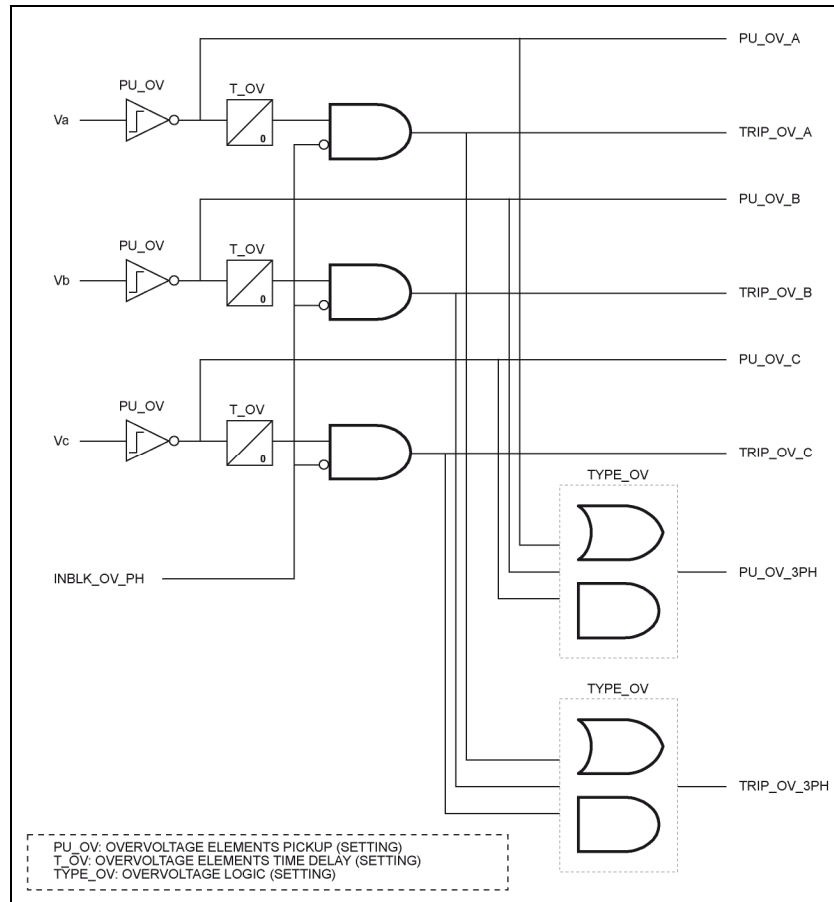 PU_OV_A
PU_OV
T_OV
Va
0
TRIP_OV_A
PU_OV_B
PU_OV
T_OV
Vb
0
TRIP_OV_B
PU_OV_C
PU_OV
T_OV
Vc
0
TRIP_OV_C
TYPE_OV
INBLK_OV_PH
PU_OV_3PH
TYPE_OV
TRIP_OV_3PH
PU_OV: OVERVOLTAGE ELEMENTS PICKUP (SETTING)
T_OV: OVERVOLTAGE ELEMENTS TIME DELAY (SETTING)
TYPE_OV: OVERVOLTAGE LOGIC (SETTING)